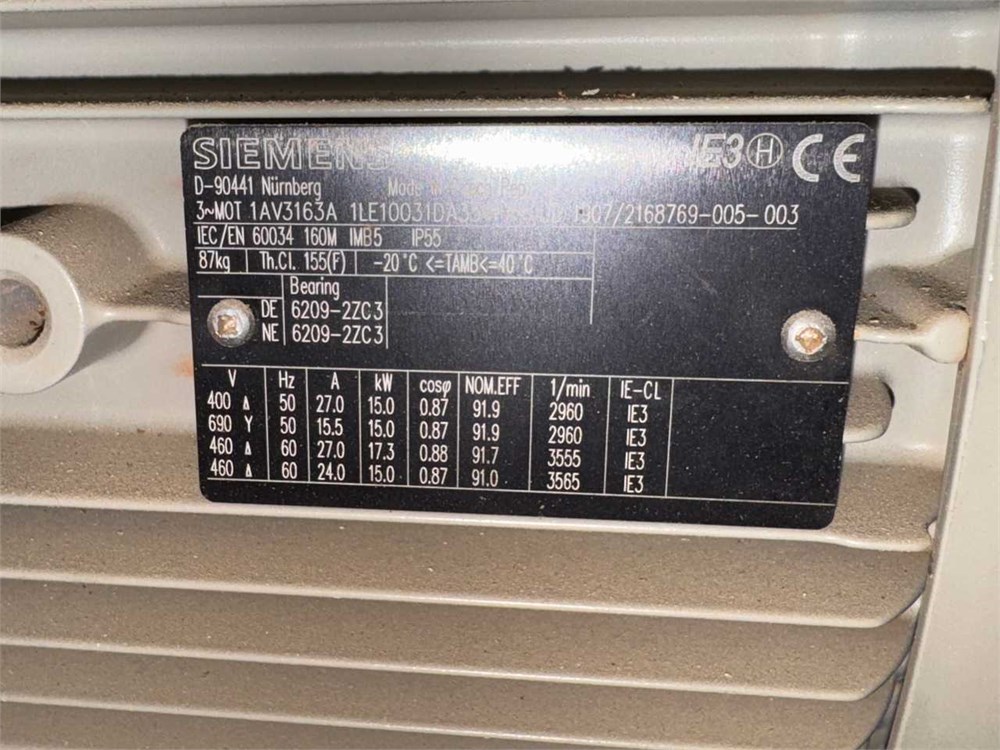 SIEMENS IE3 H CE
D-90441 Nürnberg Made in
3~MOT 1AV3163A /2168769-005-003
IEC/EN 60034 160M IMB5 IP55
87kg Th.Cl. 155(F) -20°C <=TAMB<=40°C
Bearing
DE 6209-2ZC3
NE 6209-2ZC3
V Hz A kW cosφ NOM.EFF 1/min IE-CL
400 Δ 50 27.0 15.0 0.87 91.9 2960 IE3
690 Y 50 15.5 15.0 0.87 91.9 2960 IE3
460 Δ 60 27.0 17.3 0.88 91.7 3555 IE3
460 Δ 60 24.0 15.0 0.87 91.0 3565 IE3